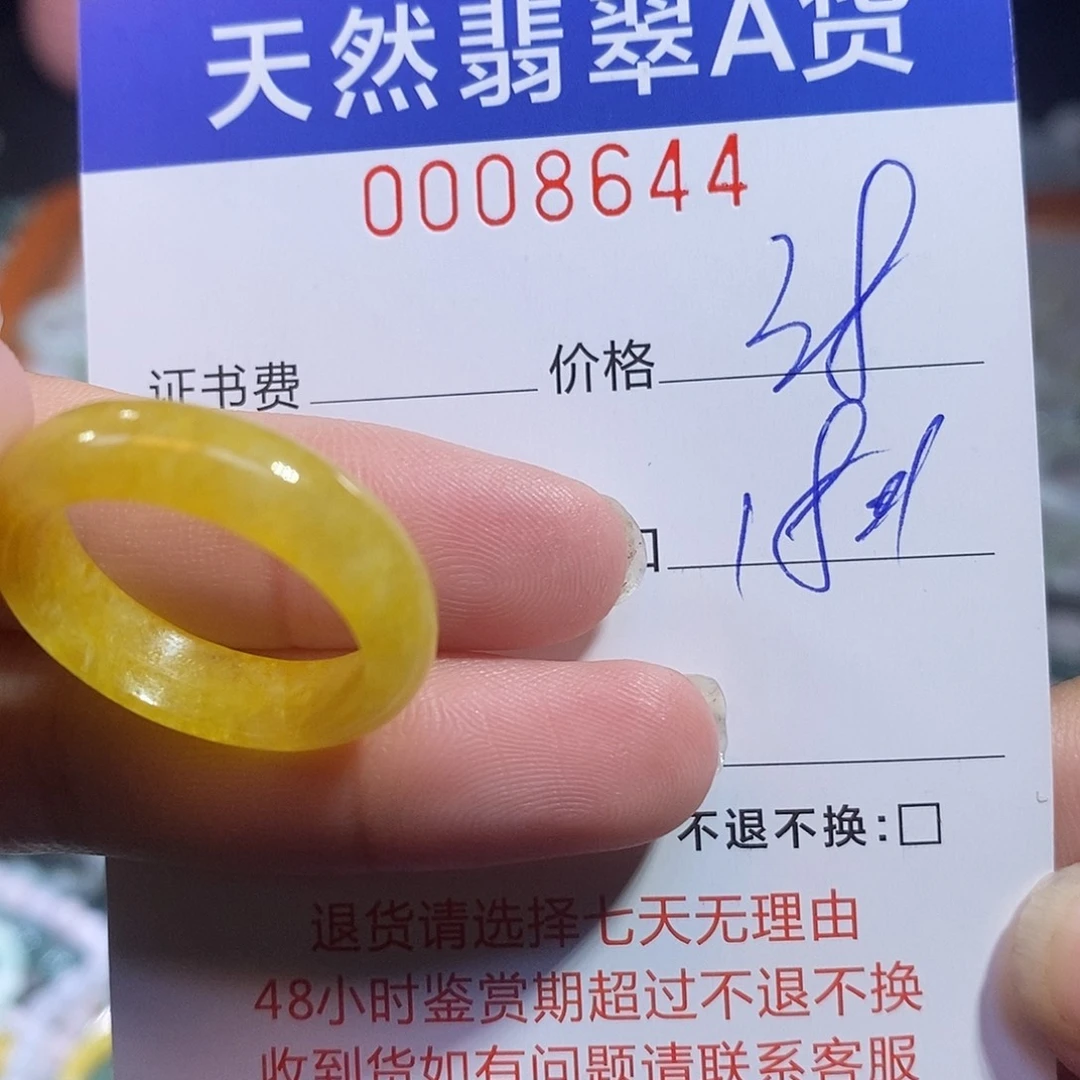 天然翡翠A货
0008644
证书费 价格 38
18
不退不换:□
退货请选择七天无理由
48小时鉴赏期超过不退不换
收到货如有问题请联系客服